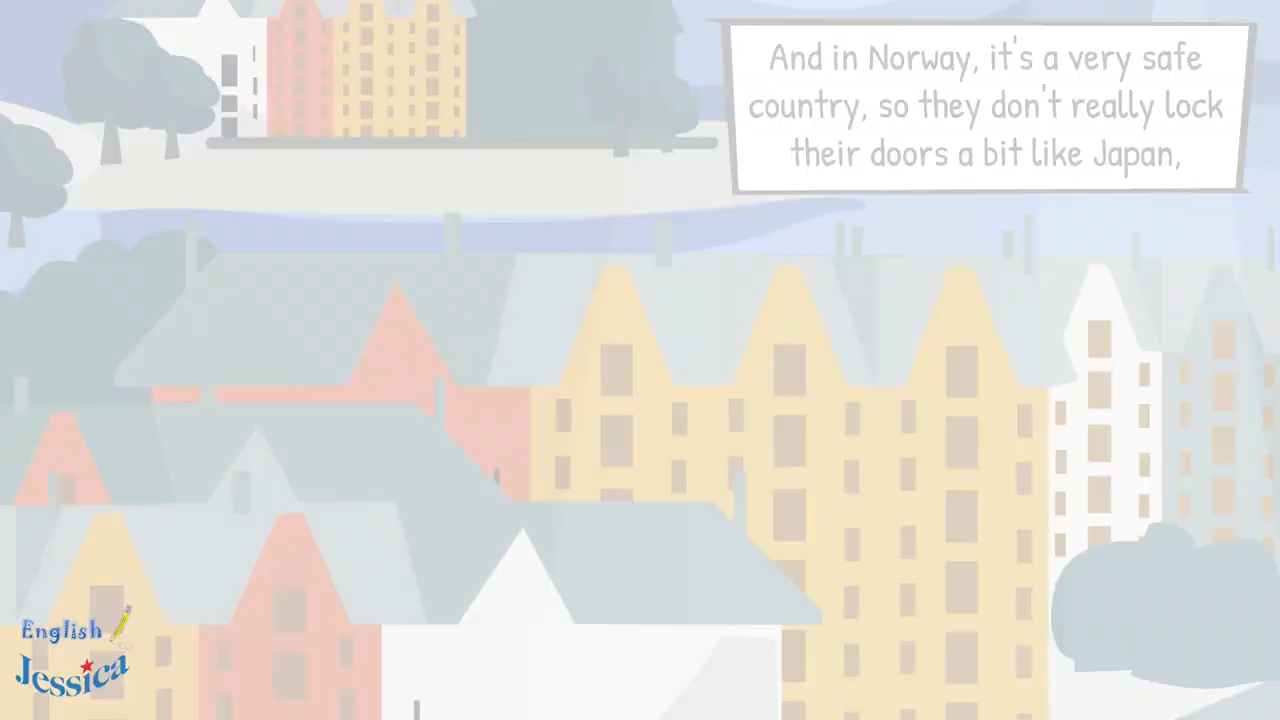 And in Norway, it's a very safe
country, so they don't really lock
their doors a bit like Japan,
English
Jessica